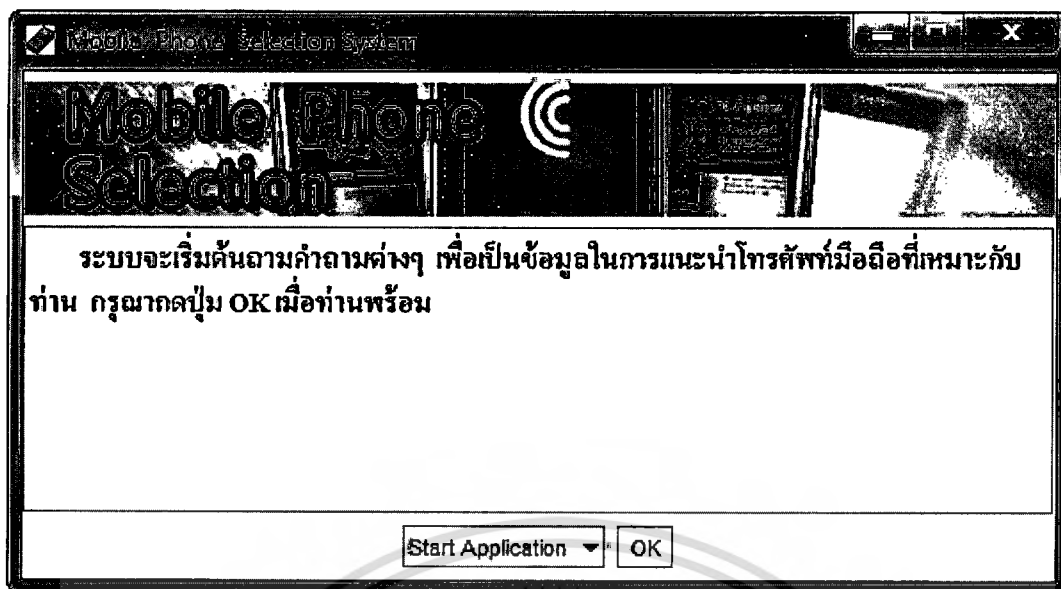 Mobile Phone Selection System
Mobile Phone
Selection
ระบบจะเริ่มต้นถามคำถามต่างๆ เพื่อเป็นข้อมูลในการแนะนำโทรศัพท์มือถือที่เหมาะกับ
ท่าน กรุณากดปุ่ม OK เมื่อท่านพร้อม
Start Application OK